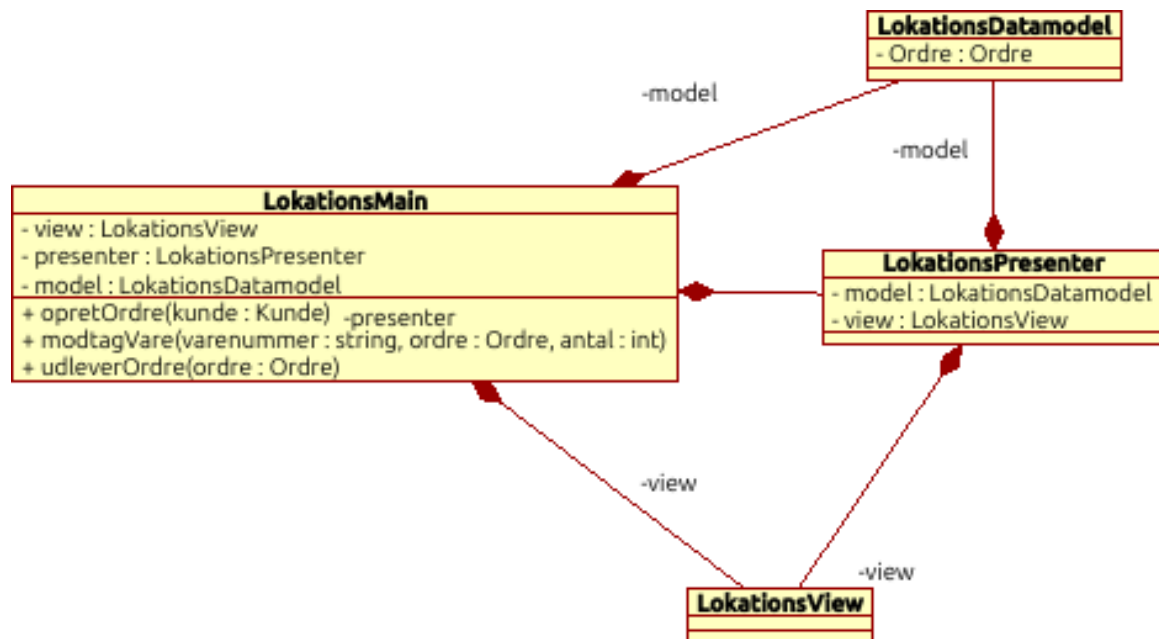 LokationsDatamodel
- Ordre : Ordre
-model
-model
LokationsMain
- view : LokationsView
- presenter : LokationsPresenter
- model : LokationsDatamodel
+ opretOrdre(kunde : Kunde)
-presenter
+ modtagVare(varenummer : string, ordre : Ordre, antal : int)
+ udleverOrdre(ordre : Ordre)
LokationsPresenter
- model : LokationsDatamodel
- view : LokationsView
-view
-view
LokationsView